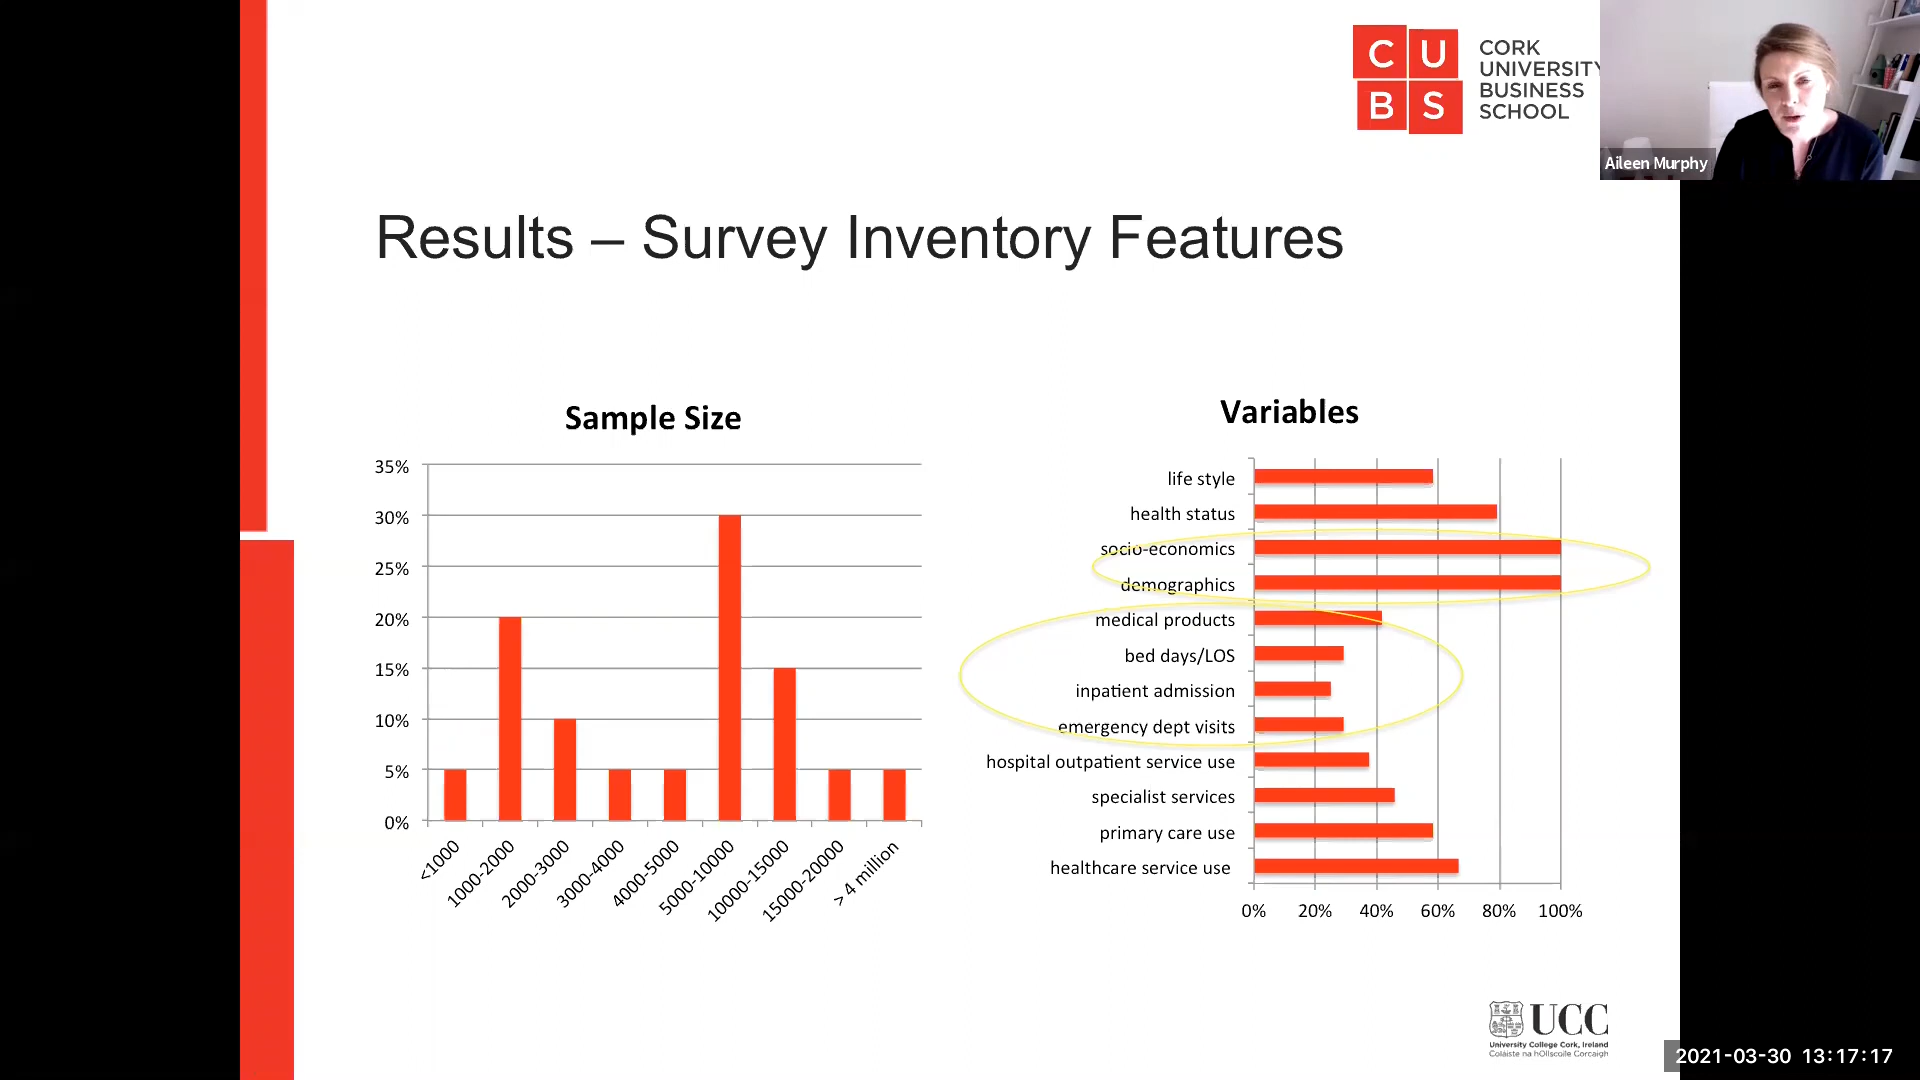 C U
B S
CORK
UNIVERSITY
BUSINESS
SCHOOL
Aileen Murphy
Results – Survey Inventory Features
Sample Size
35%
30%
25%
20%
15%
10%
5%
0%
<1000
1000-2000
2000-3000
3000-4000
4000-5000
5000-10000
10000-15000
15000-20000
> 4 million
Variables
life style
health status
socio-economics
demographics
medical products
bed days/LOS
inpatient admission
emergency dept visits
hospital outpatient service use
specialist services
primary care use
healthcare service use
0% 20% 40% 60% 80% 100%
UCC
University College Cork, Ireland
Coláiste na hOllscoile Corcaigh
2021-03-30 13:17:17